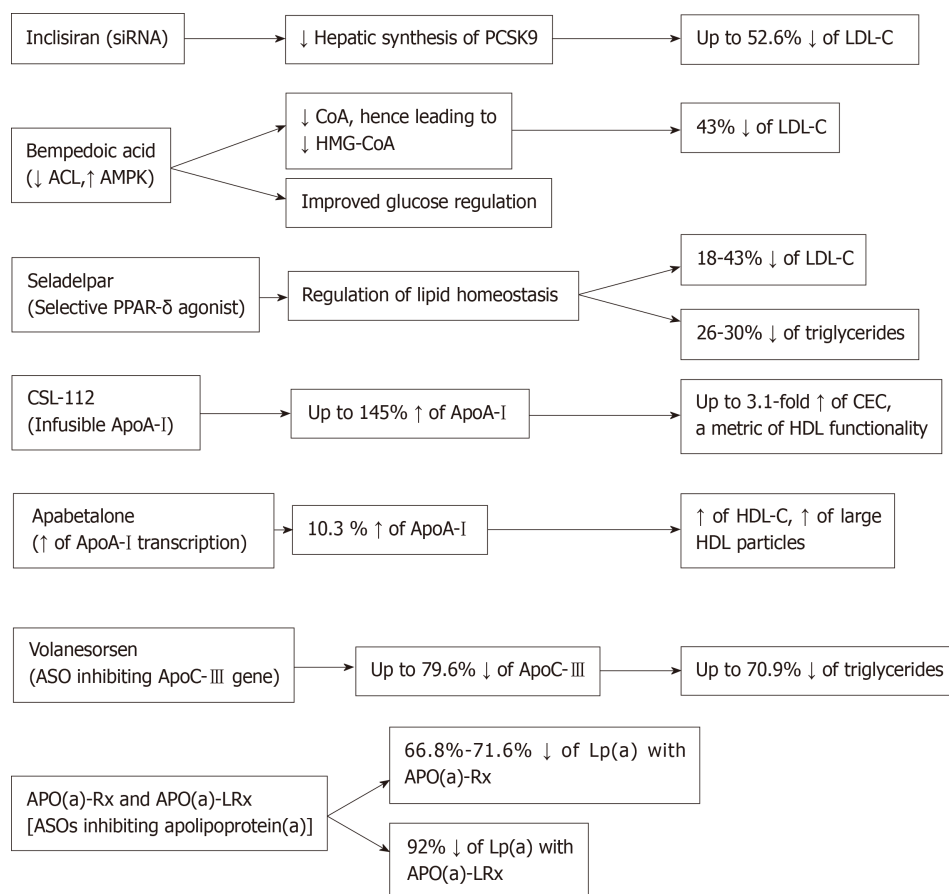 Inclisiran (siRNA)
↓ Hepatic synthesis of PCSK9
Up to 52.6% ↓ of LDL-C
Bempedoic acid
(↓ ACL,↑ AMPK)
↓ CoA, hence leading to
↓ HMG-CoA
43% ↓ of LDL-C
Improved glucose regulation
Seladelpar
(Selective PPAR-δ agonist)
Regulation of lipid homeostasis
18-43% ↓ of LDL-C
26-30% ↓ of triglycerides
CSL-112
(Infusible ApoA-I)
Up to 145% ↑ of ApoA-I
Up to 3.1-fold ↑ of CEC,
a metric of HDL functionality
Apabetalone
(↑ of ApoA-I transcription)
10.3 % ↑ of ApoA-I
↑ of HDL-C, ↑ of large
HDL particles
Volanesorsen
(ASO inhibiting ApoC-Ⅲ gene)
Up to 79.6% ↓ of ApoC-Ⅲ
Up to 70.9% ↓ of triglycerides
APO(a)-Rx and APO(a)-LRx
[ASOs inhibiting apolipoprotein(a)]
66.8%-71.6% ↓ of Lp(a) with
APO(a)-Rx
92% ↓ of Lp(a) with
APO(a)-LRx